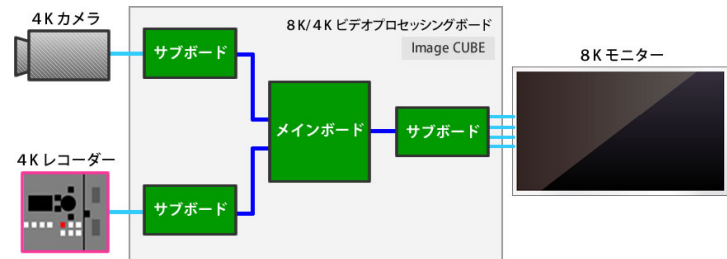 4Kカメラ
8K/4Kビデオプロセッシングボード
Image CUBE
サブボード
8Kモニター
メインボード
サブボード
4Kレコーダー
サブボード